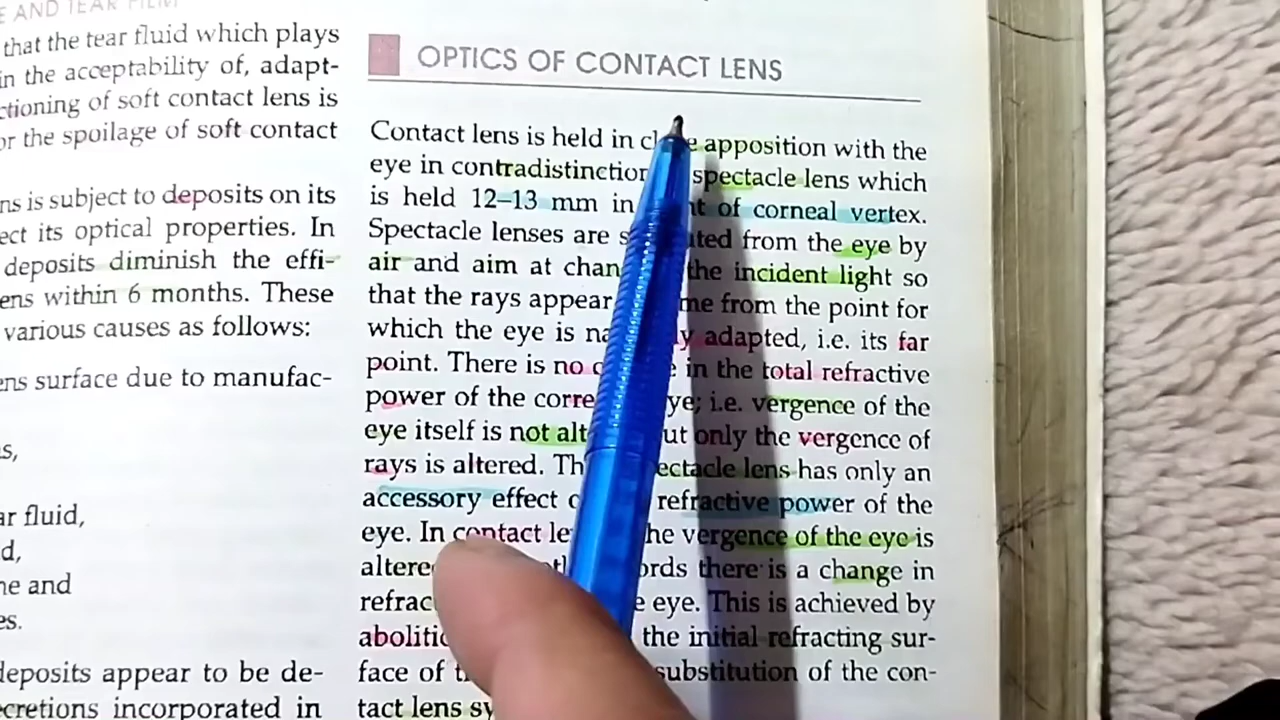 E AND TEAR FILM
that the tear fluid which plays
in the acceptability of, adapt-
ctioning of soft contact lens is
or the spoilage of soft contact
ns is subject to deposits on its
ect its optical properties. In
deposits diminish the effi-
ens within 6 months. These
various causes as follows:
ens surface due to manufac-
s,
ar fluid,
d,
ne and
es.
deposits appear to be de-
ecretions incorporated in
OPTICS OF CONTACT LENS
Contact lens is held in apposition with the
eye in contradistinction spectacle lens which
is held 12–13 mm in of corneal vertex.
Spectacle lenses are from the eye by
air and aim at the incident light so
that the rays appear from the point for
which the eye is adapted, i.e. its far
point. There is no in the total refractive
power of the i.e. vergence of the
eye itself is not but only the vergence of
rays is altered. spectacle lens has only an
accessory effect refractive power of the
eye. In contact the vergence of the eye is
there is a change in
eye. This is achieved by
the initial refracting sur-
face of substitution of the con-
tact lens